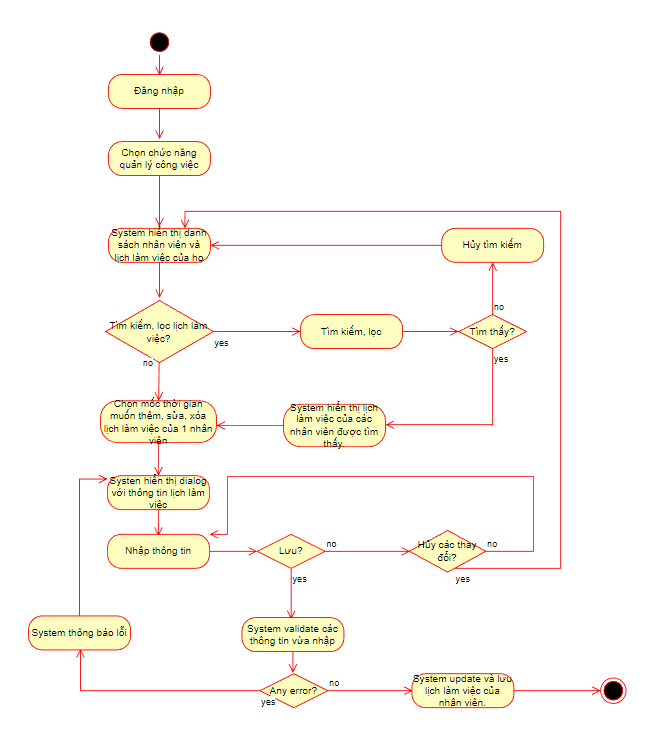 Đăng nhập
Chọn chức năng
quản lý công việc
System hiển thị danh
sách nhân viên và
lịch làm việc của họ
Hủy tìm kiếm
no
Tìm kiếm, lọc lịch làm
việc?
yes
Tìm kiếm, lọc
Tìm thấy?
no
yes
Chọn mốc thời gian
muốn thêm, sửa, xóa
lịch làm việc của 1 nhân
viên
System hiển thị lịch
làm việc của các
nhân viên được tìm
thấy.
Systen hiển thị dialog
với thông tin lịch làm
việc
Nhập thông tin
Lưu?
no
Hủy các thay
đổi?
no
yes
yes
System thông báo lỗi
System validate các
thông tin vừa nhập
Any error?
no
yes
System update và lưu
lịch làm việc của
nhân viên.